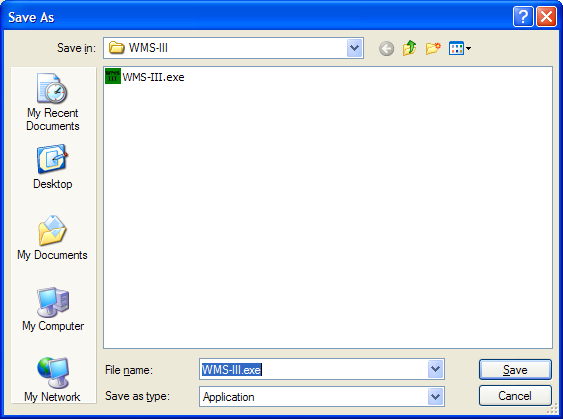 Save As
?
Save in: WMS-III
WMS-III.exe
My Recent
Documents
Desktop
My Documents
My Computer
My Network
File name: WMS-III.exe
Save
Save as type: Application
Cancel